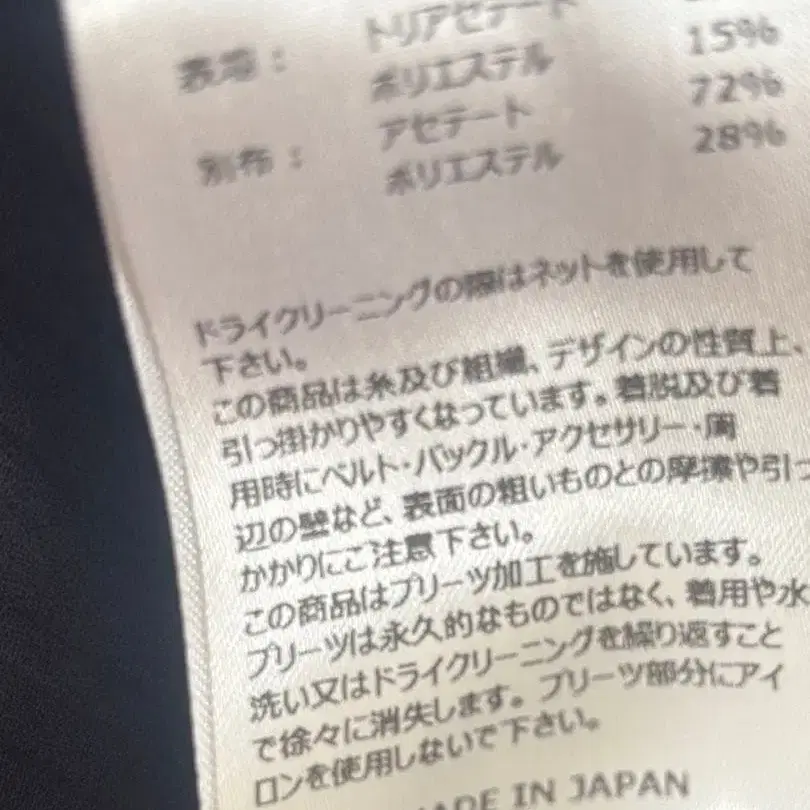 トリアセテート
表地： ポリエステル 15%
アセテート 72%
別布： ポリエステル 28%
ドライクリーニングの際はネットを使用して
下さい。
この商品は糸及び組織、デザインの性質上、
引っ掛かりやすくなっています。着脱及び着
用時にベルト・バックル・アクセサリー・周
辺の壁など、表面の粗いものとの摩擦や引っ
かかりにご注意下さい。
この商品はプリーツ加工を施しています。
プリーツは永久的なものではなく、着用や水
洗い又はドライクリーニングを繰り返すこと
で徐々に消失します。プリーツ部分にアイ
ロンを使用しないで下さい。
MADE IN JAPAN